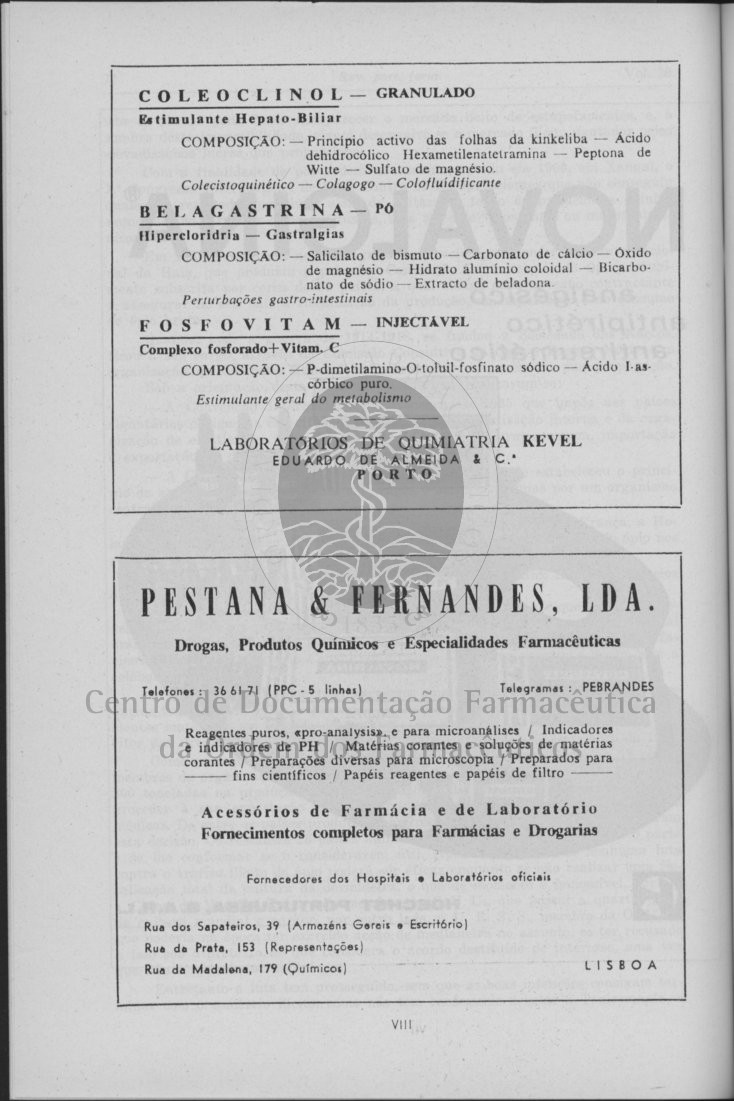 COLEOCLINOL — GRANULADO
Estimulante Hepato-Biliar
COMPOSIÇÃO: — Princípio activo das folhas da kinkeliba — Ácido
dehidrocólico Hexametilenatetramina — Peptona de
Witte — Sulfato de magnésio.
Colecistoquinético — Colagogo — Colofluidificante
BELAGASTRINA — PÓ
Hipercloridria — Gastralgias
COMPOSIÇÃO: — Salicilato de bismuto — Carbonato de cálcio — Óxido
de magnésio — Hidrato alumínio coloidal — Bicarbo-
nato de sódio — Extracto de beladona
Perturbações gastro-intestinais
FOSFOVITAM — INJECTÁVEL
Complexo fosforado+Vitam. C
COMPOSIÇÃO: — P-dimetilamino-O-toluil-fosfinato sódico — Ácido I-as-
córbico puro.
Estimulante geral do metabolismo
LABORATÓRIOS DE QUIMIATRIA KEVEL
EDUARDO DE ALMEIDA & C.ª
PORTO
PESTANA & FERNANDES, LDA.
Drogas, Produtos Químicos e Especialidades Farmacêuticas
Telefones: 36 61 71 (PPC - 5 linhas) Telegramas: PEBRANDES
Centro de Documentação Farmacêutica
da Ordem dos Farmacêuticos
Reagentes puros, «pro-analysis» e para microanálises / Indicadores
e indicadores de PH / Matérias corantes e soluções de matérias
corantes / Preparações diversas para microscopia / Preparados para
fins científicos / Papéis reagentes e papéis de filtro
Acessórios de Farmácia e de Laboratório
Fornecimentos completos para Farmácias e Drogarias
Fornecedores dos Hospitais e Laboratórios oficiais
Rua dos Sapateiros, 39 (Armazéns Gerais e Escritório)
Rua da Prata, 153 (Representações)
Rua da Madalena, 179 (Químicos) LISBOA
VIII